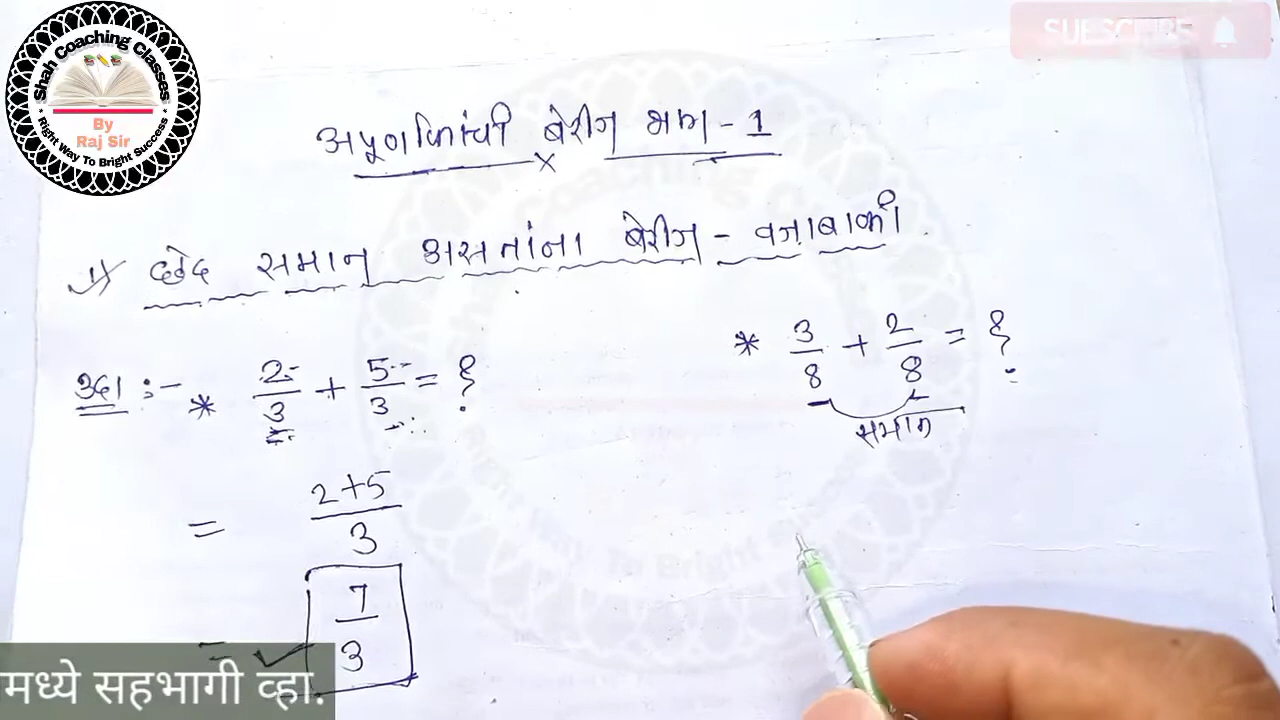 Shah Coaching Classes
By
Raj Sir
* Right Way To Bright Success *
SUBSCRIBE
अपूर्णांकांची बेरीज भाग - 1
1) छेद समान असतांना बेरीज - वजाबाकी.
उदा :- * 2/3 + 5/3 = ?
* 3/8 + 2/8 = ?
समान
= 2+5/3
= 7/3
मध्ये सहभागी व्हा.